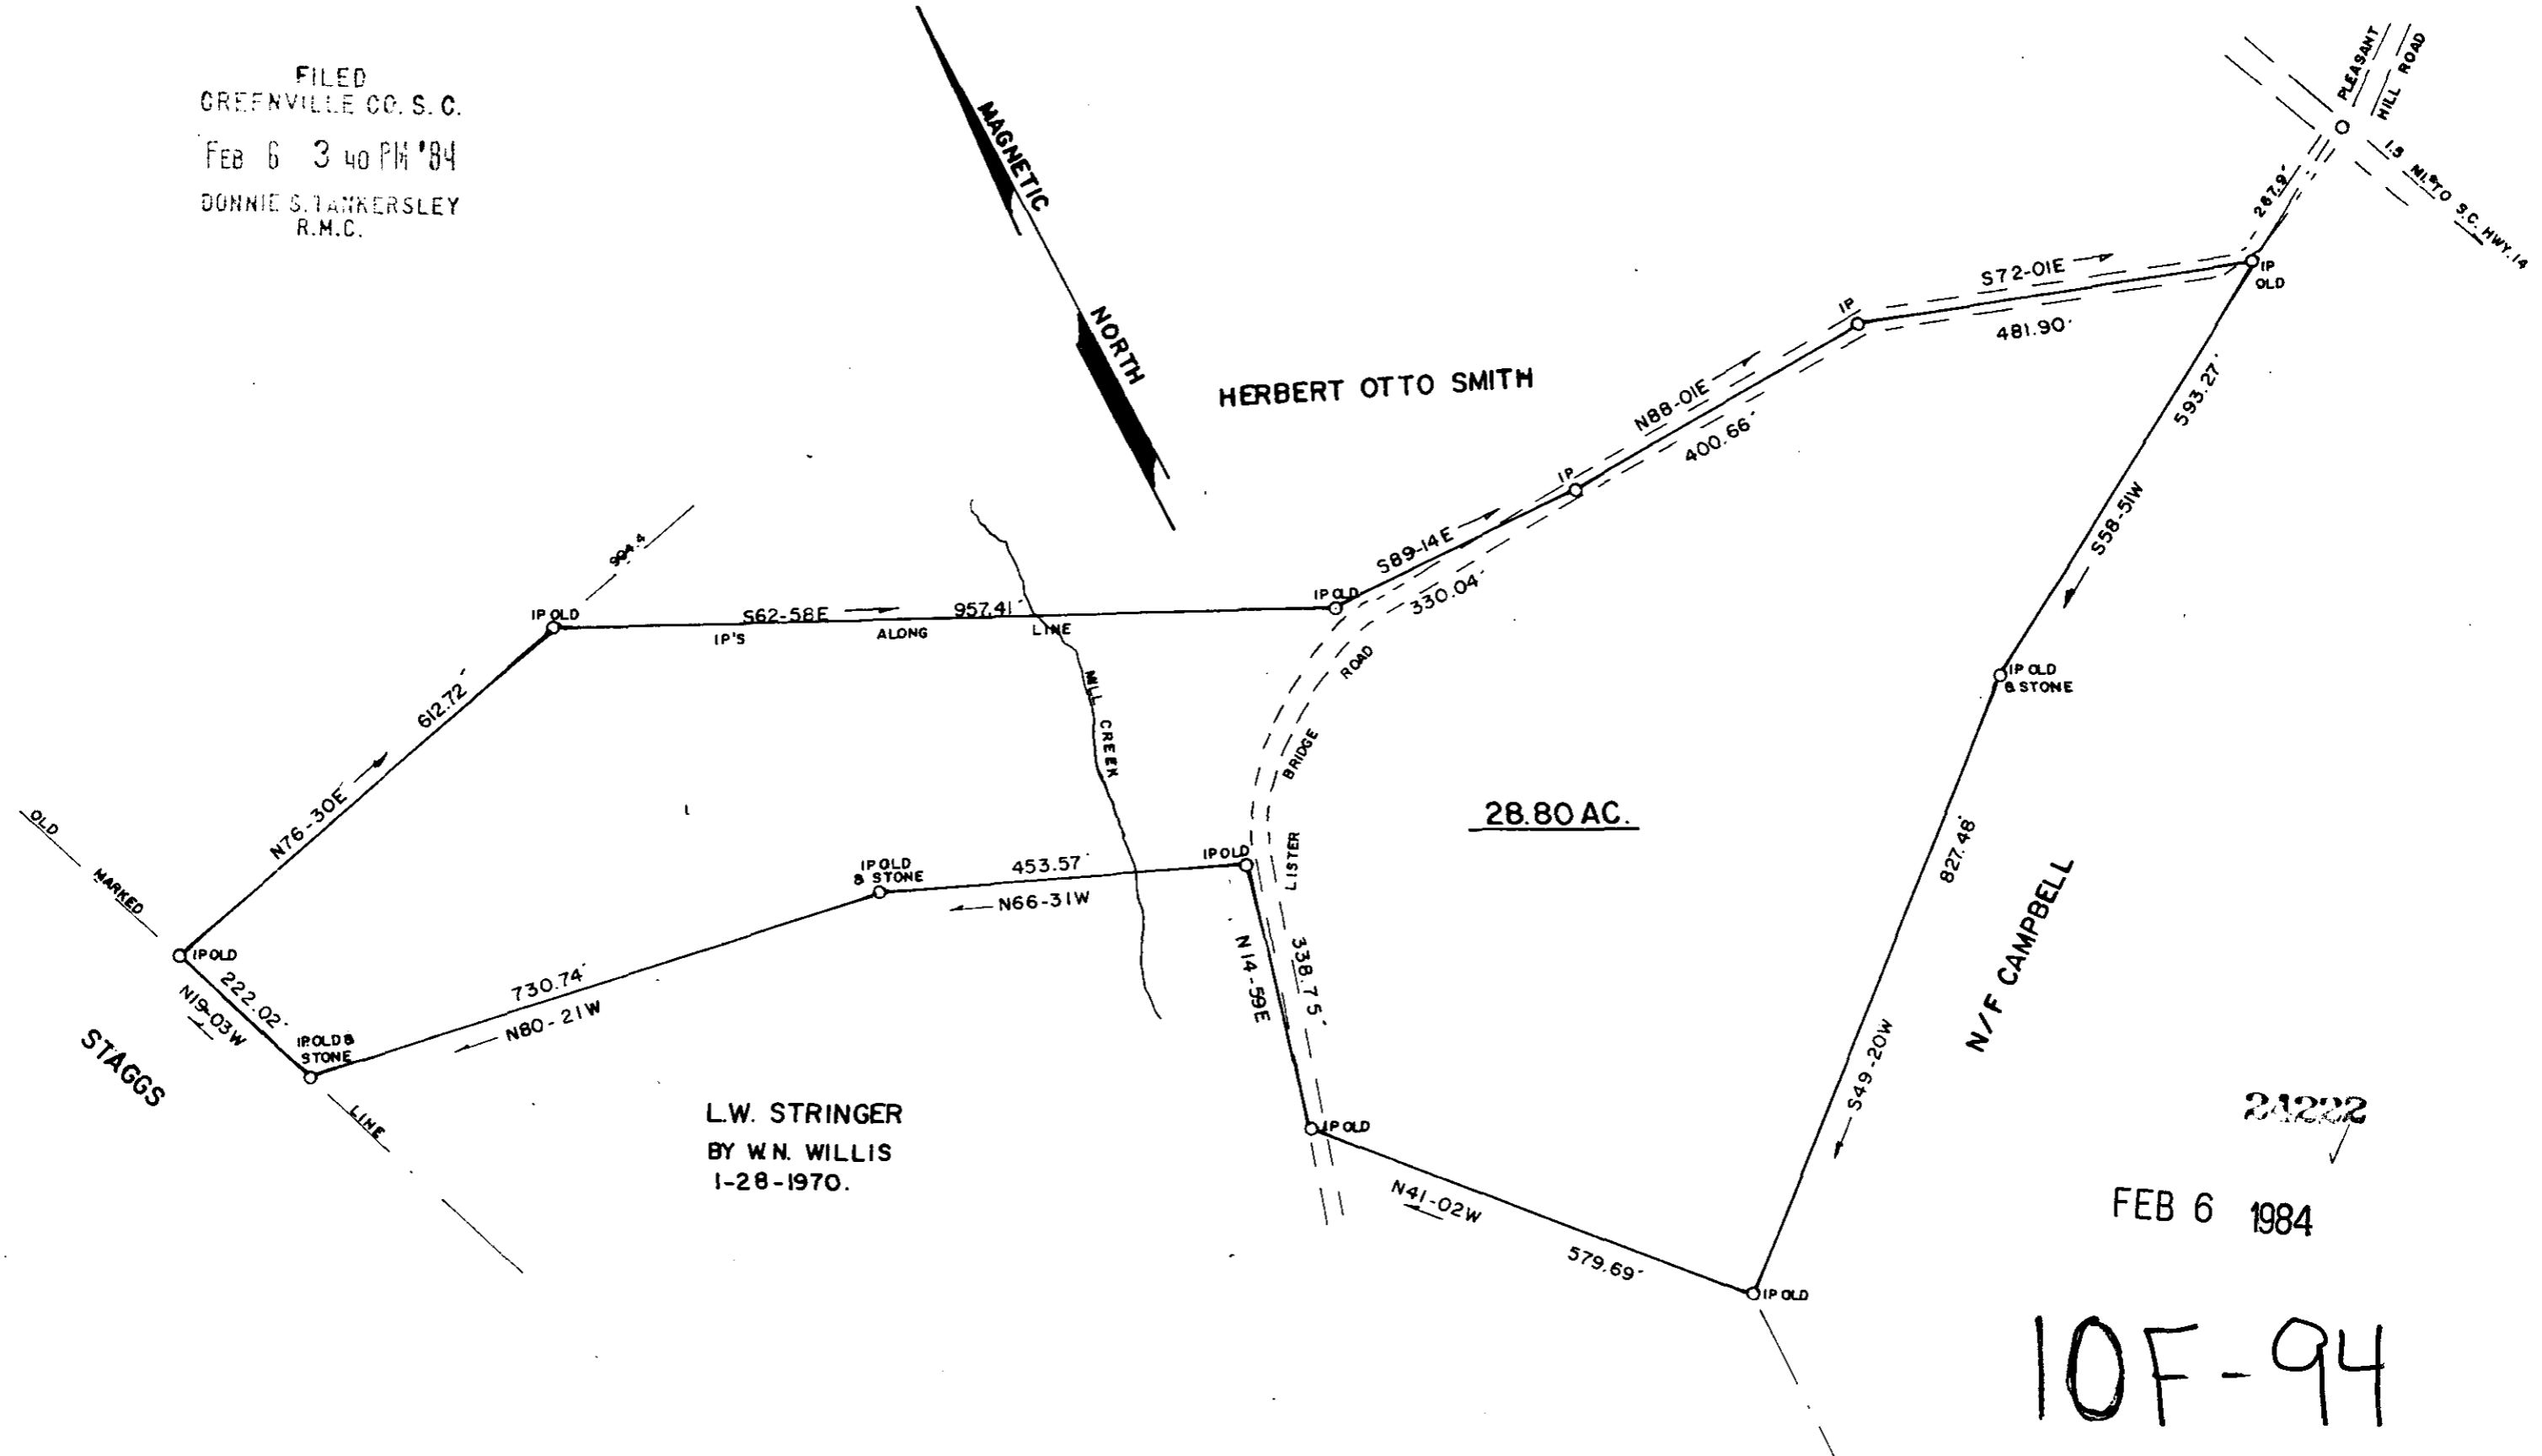 FILED
GREENVILLE CO. S. C.
FEB 6 3 40 PM '84
DONNIE S. TANKERSLEY
R.M.C.
MAGNETIC
NORTH
PLEASANT
HILL ROAD
1.5 MI. TO S.C. HWY. 14
267.9'
IP
OLD
S72-01E
481.90'
IP
HERBERT OTTO SMITH
N88-01E
400.66'
IP
593.27'
S58-51W
S89-14E
330.04'
994.4
IP OLD
S62-58E
957.41'
IP'S ALONG LINE
IP OLD
612.72'
N76-30E
MILL CREEK
LISTER BRIDGE ROAD
IP OLD
& STONE
28.80 AC.
827.48'
S49-20W
N/F CAMPBELL
OLD MARKED LINE
IP OLD
& STONE
453.57'
N66-31W
IP OLD
IP OLD
222.02'
N19-03W
730.74'
N80-21W
IP OLD &
STONE
STAGGS
N14-59E
338.75'
L.W. STRINGER
BY W.N. WILLIS
1-28-1970.
IP OLD
N41-02W
579.69'
IP OLD
24222
FEB 6 1984
10F-94